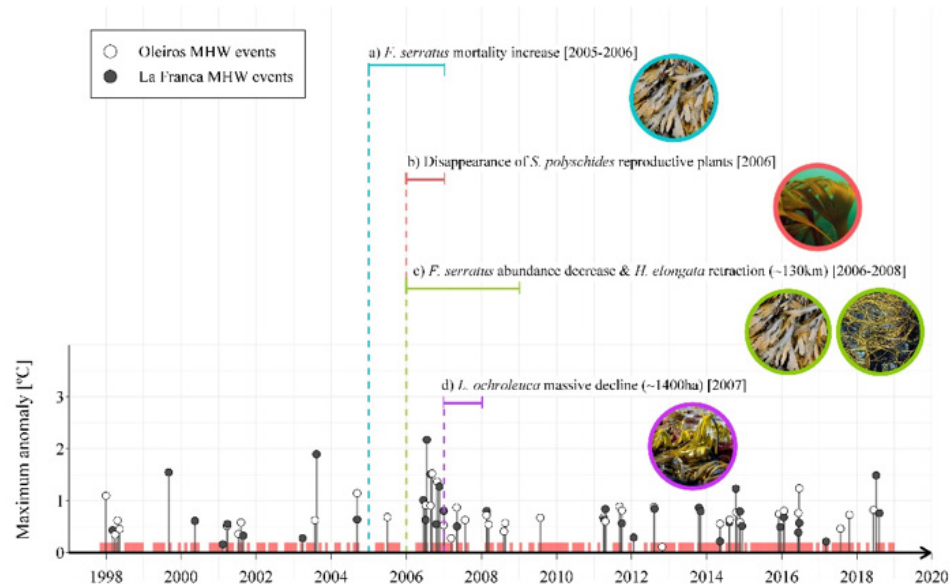 Oleiros MHW events
La Franca MHW events
a) F. serratus mortality increase [2005-2006]
b) Disappearance of S. polyschides reproductive plants [2006]
c) F. serratus abundance decrease & H. elongata retraction (~130km) [2006-2008]
d) L. ochroleuca massive decline (~1400ha) [2007]
Maximum anomaly [ºC]
3
2
1
0
1998 2000 2002 2004 2006 2008 2010 2012 2014 2016 2018 2020